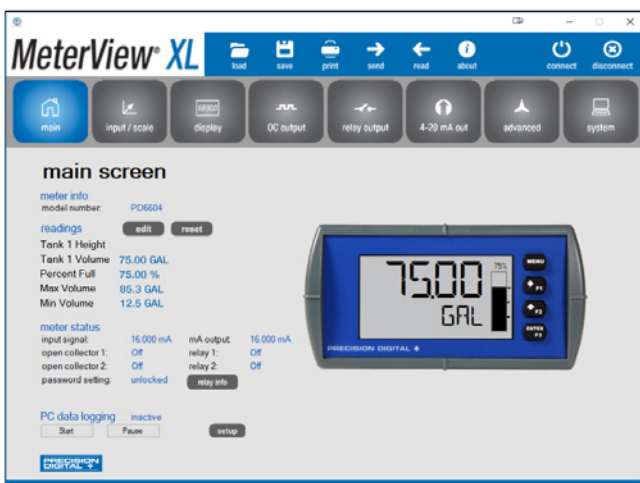 MeterView® XL
load save print send read about connect disconnect
main input / scale display OC output relay output 4-20 mA out advanced system
main screen
meter info
model number: PD6604
readings edit reset
Tank 1 Height
Tank 1 Volume 75.00 GAL
Percent Full 75.00 %
Max Volume 85.3 GAL
Min Volume 12.5 GAL
meter status
input signal: 16.000 mA mA output: 16.000 mA
open collector 1: Off relay 1: Off
open collector 2: Off relay 2: Off
password setting: unlocked relay info
PC data logging inactive
Start Pause setup
PRECISION
DIGITAL
75.00
75%
GAL
MENU
F1
F2
ENTER
F3
PRECISION DIGITAL